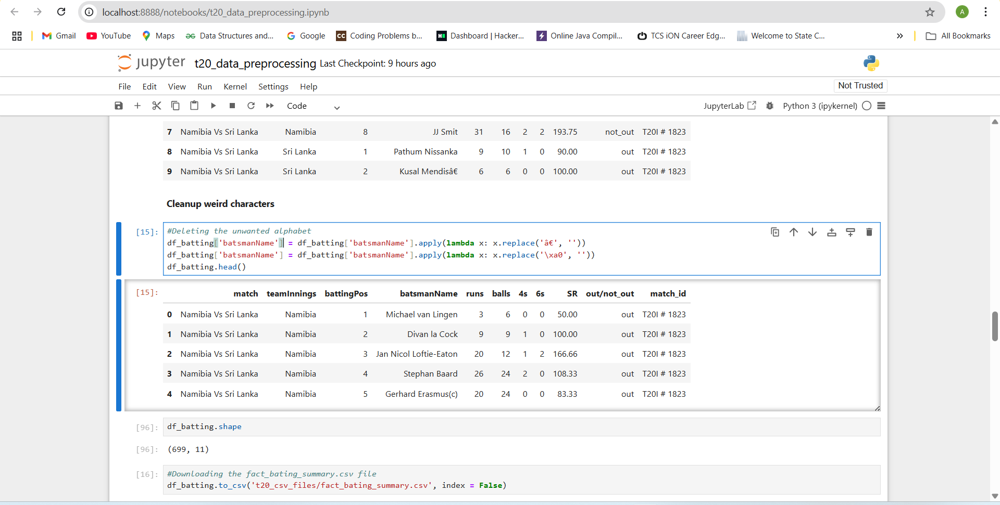 localhost:8888/notebooks/t20_data_preprocessing.ipynb
A
Gmail YouTube Maps Data Structures and... Google CC Coding Problems b... H Dashboard | Hacker... Online Java Compil... TCS iON Career Edg... Welcome to State C... » All Bookmarks
jupyter t20_data_preprocessing Last Checkpoint: 9 hours ago
File Edit View Run Kernel Settings Help Not Trusted
Code JupyterLab Python 3 (ipykernel)
7 Namibia Vs Sri Lanka Namibia 8 JJ Smit 31 16 2 2 193.75 not_out T20I # 1823
8 Namibia Vs Sri Lanka Sri Lanka 1 Pathum Nissanka 9 10 1 0 90.00 out T20I # 1823
9 Namibia Vs Sri Lanka Sri Lanka 2 Kusal Mendisâ€ 6 6 0 0 100.00 out T20I # 1823
Cleanup weird characters
[15]: #Deleting the unwanted alphabet
df_batting['batsmanName'] = df_batting['batsmanName'].apply(lambda x: x.replace('â€', ''))
df_batting['batsmanName'] = df_batting['batsmanName'].apply(lambda x: x.replace('\xa0', ''))
df_batting.head()
[15]: match teamInnings battingPos batsmanName runs balls 4s 6s SR out/not_out match_id
0 Namibia Vs Sri Lanka Namibia 1 Michael van Lingen 3 6 0 0 50.00 out T20I # 1823
1 Namibia Vs Sri Lanka Namibia 2 Divan la Cock 9 9 1 0 100.00 out T20I # 1823
2 Namibia Vs Sri Lanka Namibia 3 Jan Nicol Loftie-Eaton 20 12 1 2 166.66 out T20I # 1823
3 Namibia Vs Sri Lanka Namibia 4 Stephan Baard 26 24 2 0 108.33 out T20I # 1823
4 Namibia Vs Sri Lanka Namibia 5 Gerhard Erasmus(c) 20 24 0 0 83.33 out T20I # 1823
[96]: df_batting.shape
[96]: (699, 11)
[16]: #Downloading the fact_bating_summary.csv file
df_batting.to_csv('t20_csv_files/fact_bating_summary.csv', index = False)